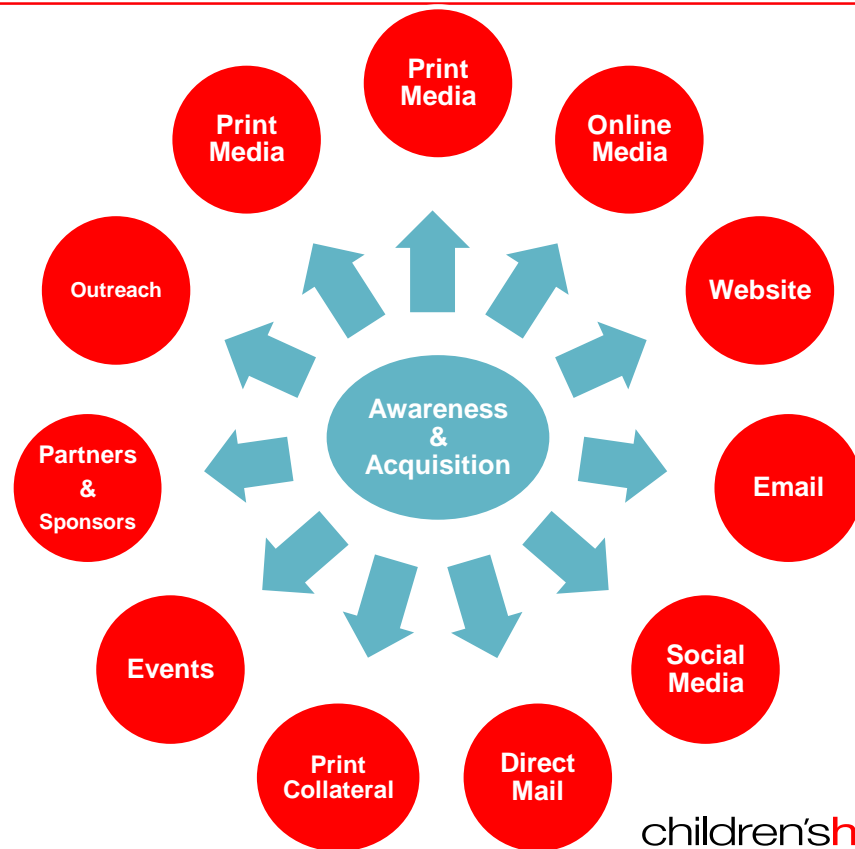 Print
Media
Print
Media
Online
Media
Outreach
Website
Awareness
&
Acquisition
Partners
&
Sponsors
Email
Events
Social
Media
Print
Collateral
Direct
Mail
children'sh